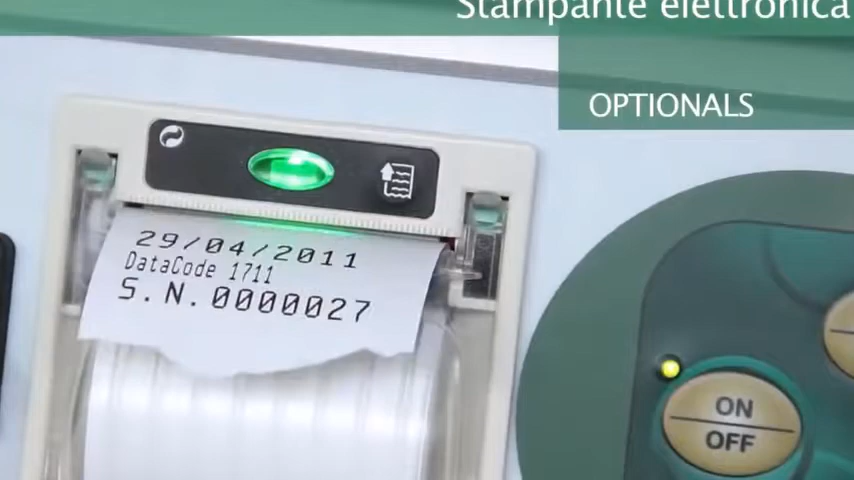 Stampante elettronica
OPTIONALS
29/04/2011
DataCode 1711
S.N.0000027
ON
OFF